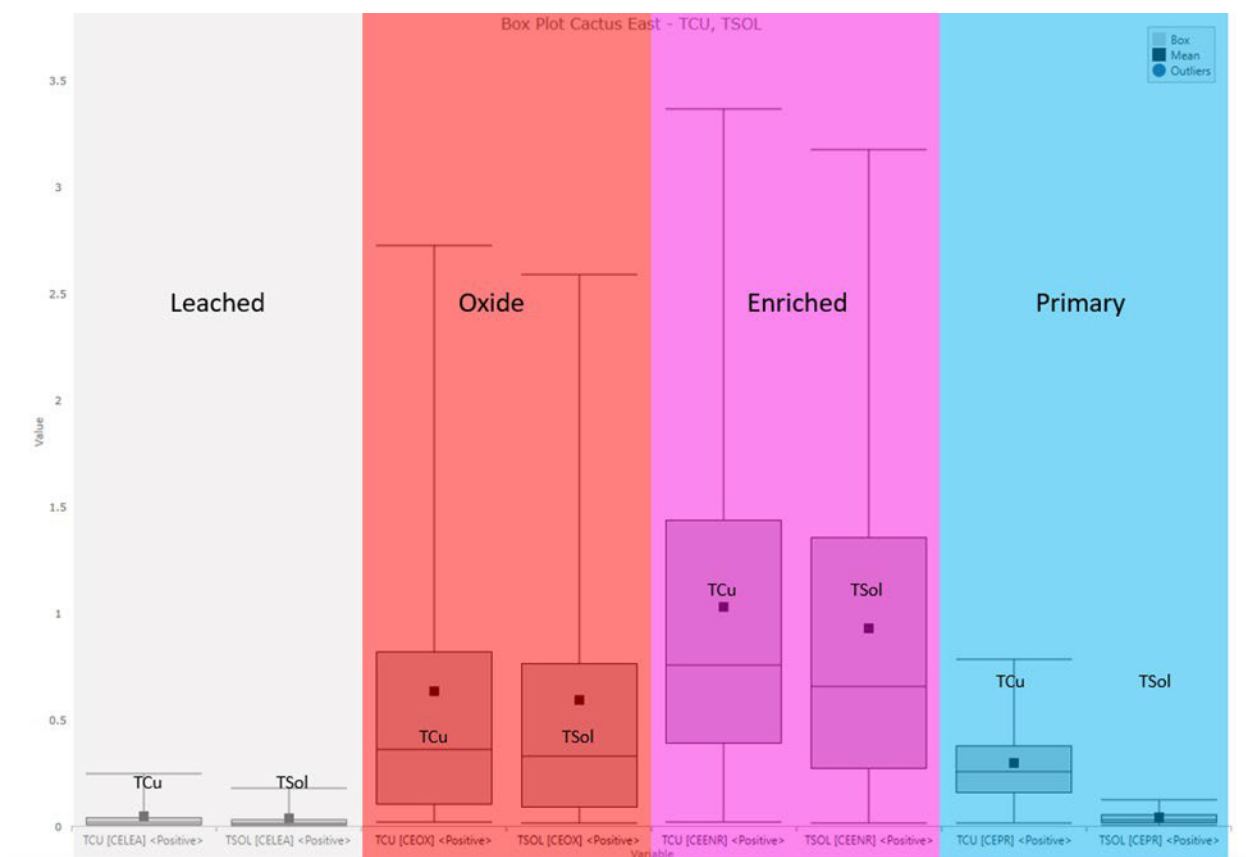 Box Plot Cactus East - TCU, TSOL
Box
Mean
Outliers
3.5
3
2.5
2
1.5
1
0.5
0
Value
Leached
Oxide
Enriched
Primary
TCu
TSol
TCu
TSol
TCu
TSol
TCu
TSol
TCU [CELEA] <Positive>
TSOL [CELEA] <Positive>
TCU [CEOX] <Positive>
TSOL [CEOX] <Positive>
TCU [CEENR] <Positive>
TSOL [CEENR] <Positive>
TCU [CEPR] <Positive>
TSOL [CEPR] <Positive>
Variable